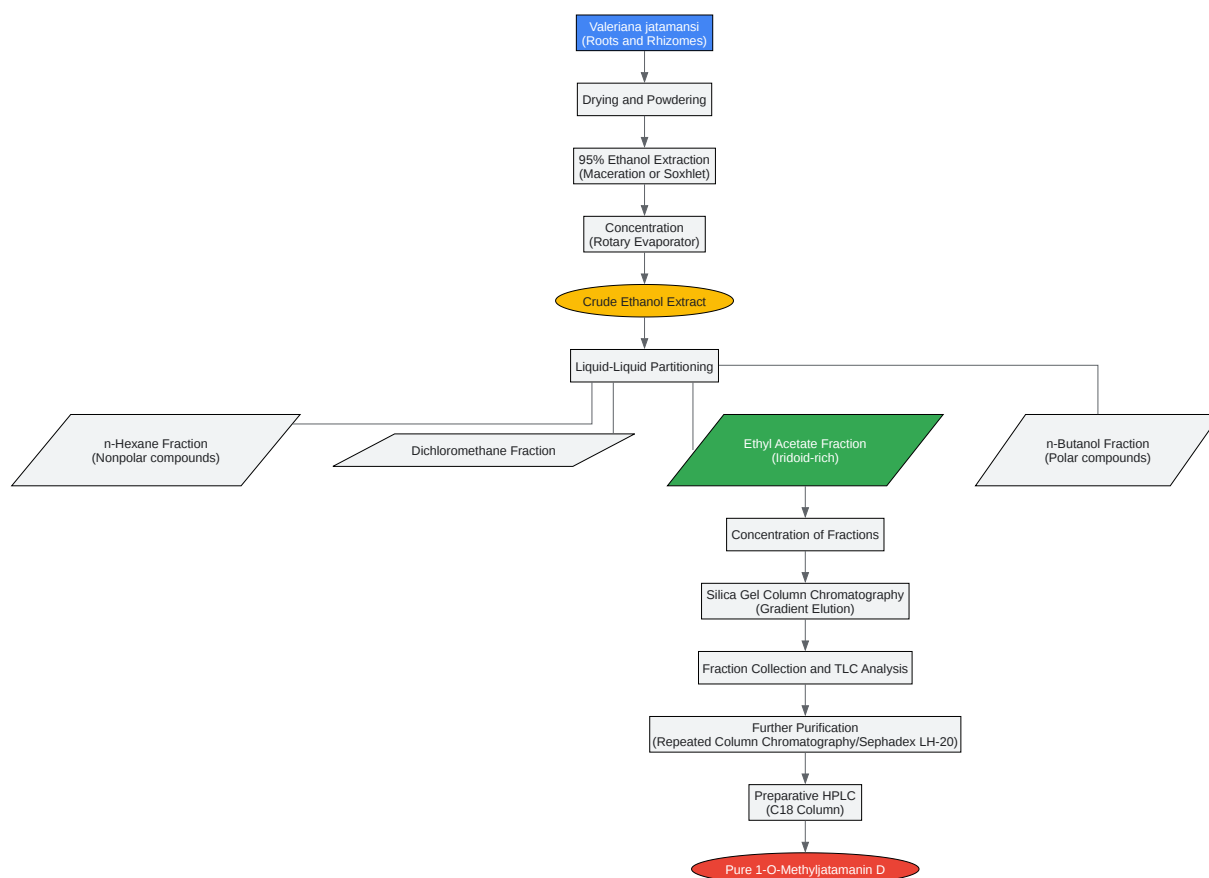 Valeriana jatamansi
(Roots and Rhizomes)
Drying and Powdering
95% Ethanol Extraction
(Maceration or Soxhlet)
Concentration
(Rotary Evaporator)
Crude Ethanol Extract
Liquid-Liquid Partitioning
n-Hexane Fraction
(Nonpolar compounds)
Dichloromethane Fraction
Ethyl Acetate Fraction
(Iridoid-rich)
n-Butanol Fraction
(Polar compounds)
Concentration of Fractions
Silica Gel Column Chromatography
(Gradient Elution)
Fraction Collection and TLC Analysis
Further Purification
(Repeated Column Chromatography/Sephadex LH-20)
Preparative HPLC
(C18 Column)
Pure 1-O-Methyljatamanin D